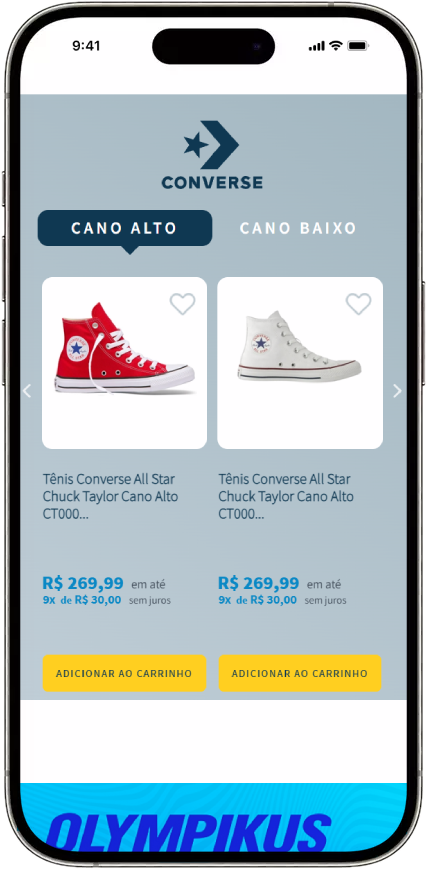 9:41
CONVERSE
CANO ALTO CANO BAIXO
Tênis Converse All Star
Chuck Taylor Cano Alto
CT000...
R$ 269,99 em até
9x de R$ 30,00 sem juros
ADICIONAR AO CARRINHO
Tênis Converse All Star
Chuck Taylor Cano Alto
CT000...
R$ 269,99 em até
9x de R$ 30,00 sem juros
ADICIONAR AO CARRINHO
OLYMPIKUS